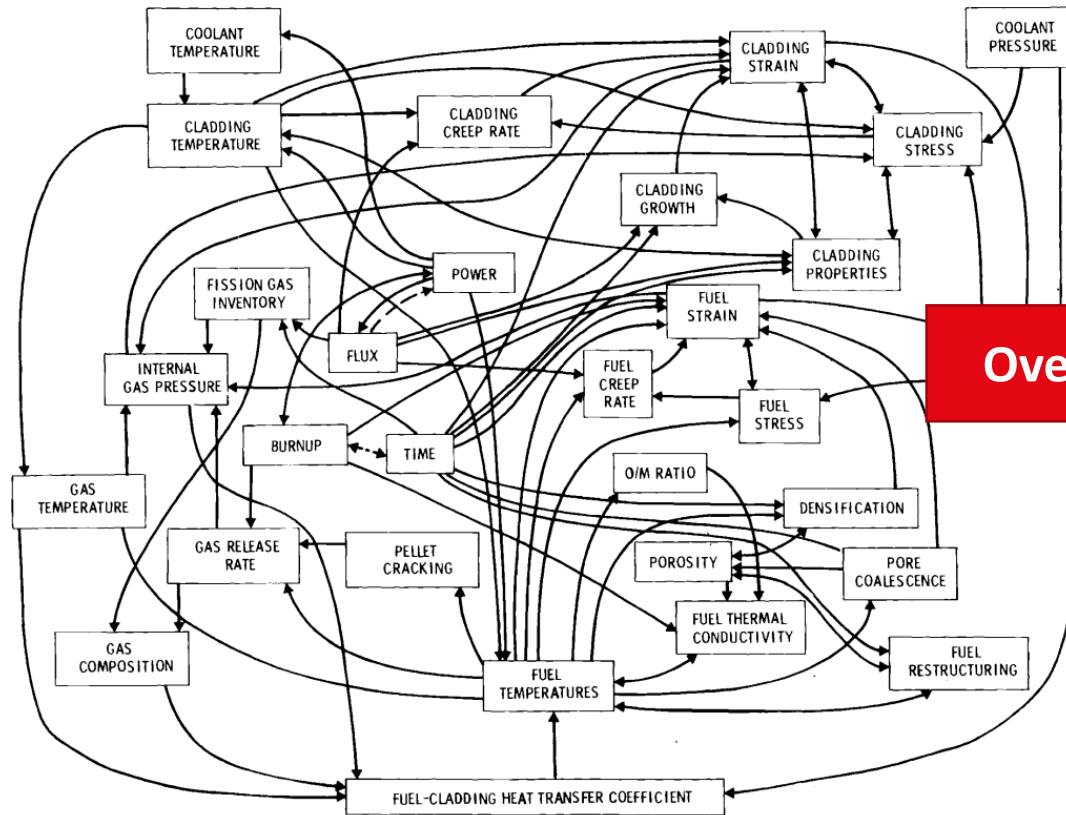 COOLANT
TEMPERATURE
CLADDING
STRAIN
COOLANT
PRESSURE
CLADDING
TEMPERATURE
CLADDING
CREEP RATE
CLADDING
STRESS
CLADDING
GROWTH
CLADDING
PROPERTIES
POWER
FISSION GAS
INVENTORY
FUEL
STRAIN
FLUX
INTERNAL
GAS PRESSURE
FUEL
CREEP
RATE
Ove
FUEL
STRESS
BURNUP
TIME
O/M RATIO
GAS
TEMPERATURE
DENSIFICATION
GAS RELEASE
RATE
PELLET
CRACKING
POROSITY
PORE
COALESCENCE
FUEL THERMAL
CONDUCTIVITY
GAS
COMPOSITION
FUEL
RESTRUCTURING
FUEL
TEMPERATURES
FUEL-CLADDING HEAT TRANSFER COEFFICIENT